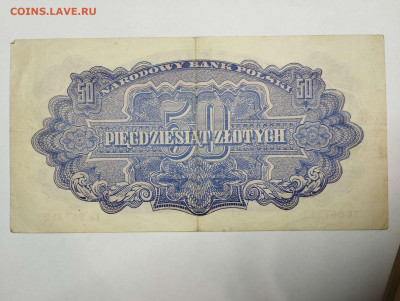 COINS.LAVE.RU
NARODOWY BANK POLSKI
50 50
50
PIĘĆDZIESIĄT ZŁOTYCH